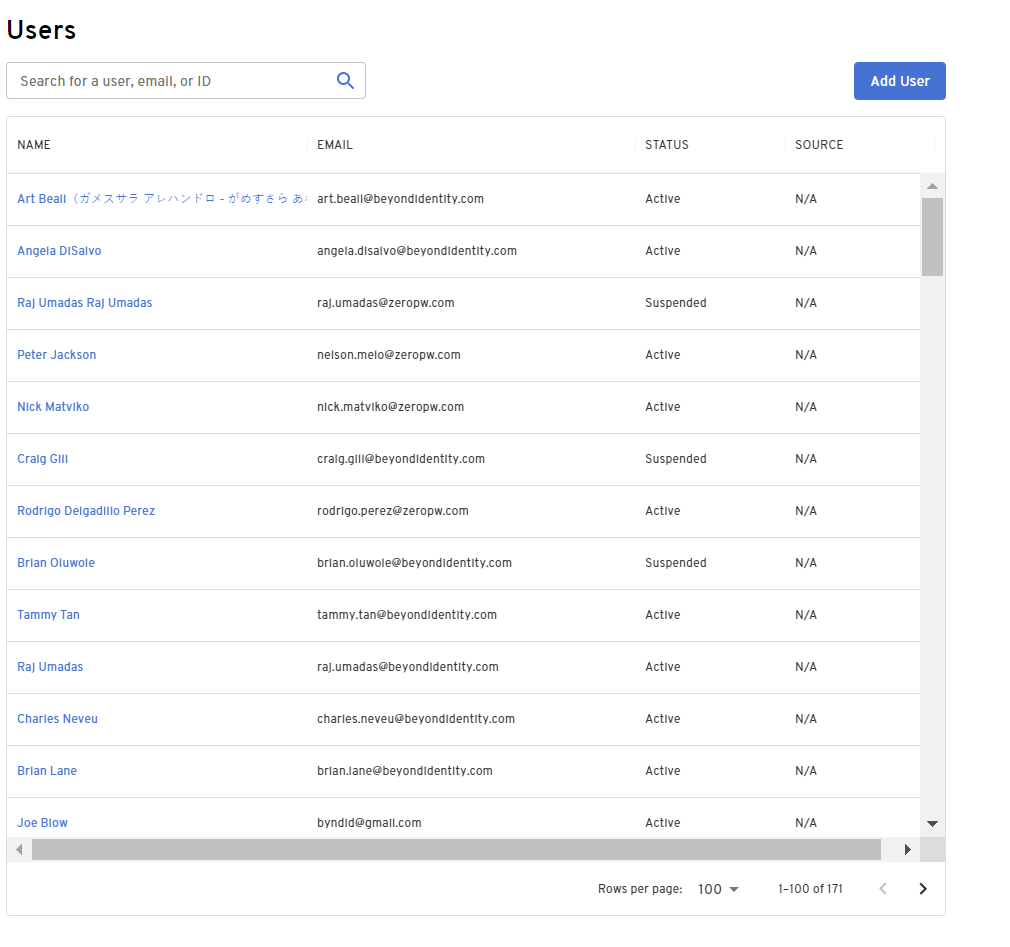 Users
Search for a user, email, or ID
Add User
NAME EMAIL STATUS SOURCE
Art Beall（ガメスサラ アレハンドロ - がめすさら あ art.beall@beyondidentity.com Active N/A
Angela DiSalvo angela.disalvo@beyondidentity.com Active N/A
Raj Umadas Raj Umadas raj.umadas@zeropw.com Suspended N/A
Peter Jackson nelson.melo@zeropw.com Active N/A
Nick Matviko nick.matviko@zeropw.com Active N/A
Craig Gill craig.gill@beyondidentity.com Suspended N/A
Rodrigo Delgadillo Perez rodrigo.perez@zeropw.com Active N/A
Brian Oluwole brian.oluwole@beyondidentity.com Suspended N/A
Tammy Tan tammy.tan@beyondidentity.com Active N/A
Raj Umadas raj.umadas@beyondidentity.com Active N/A
Charles Neveu charles.neveu@beyondidentity.com Active N/A
Brian Lane brian.lane@beyondidentity.com Active N/A
Joe Blow byndid@gmail.com Active N/A
Rows per page: 100 1–100 of 171